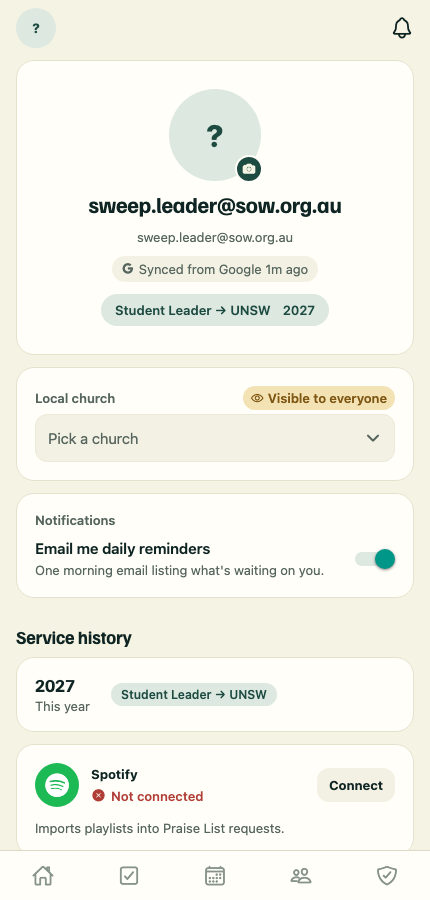 ?
?
sweep.leader@sow.org.au
sweep.leader@sow.org.au
G Synced from Google 1m ago
Student Leader → UNSW 2027
Local church
Visible to everyone
Pick a church
Notifications
Email me daily reminders
One morning email listing what's waiting on you.
Service history
2027
Student Leader → UNSW
This year
Spotify
Not connected
Connect
Imports playlists into Praise List requests.